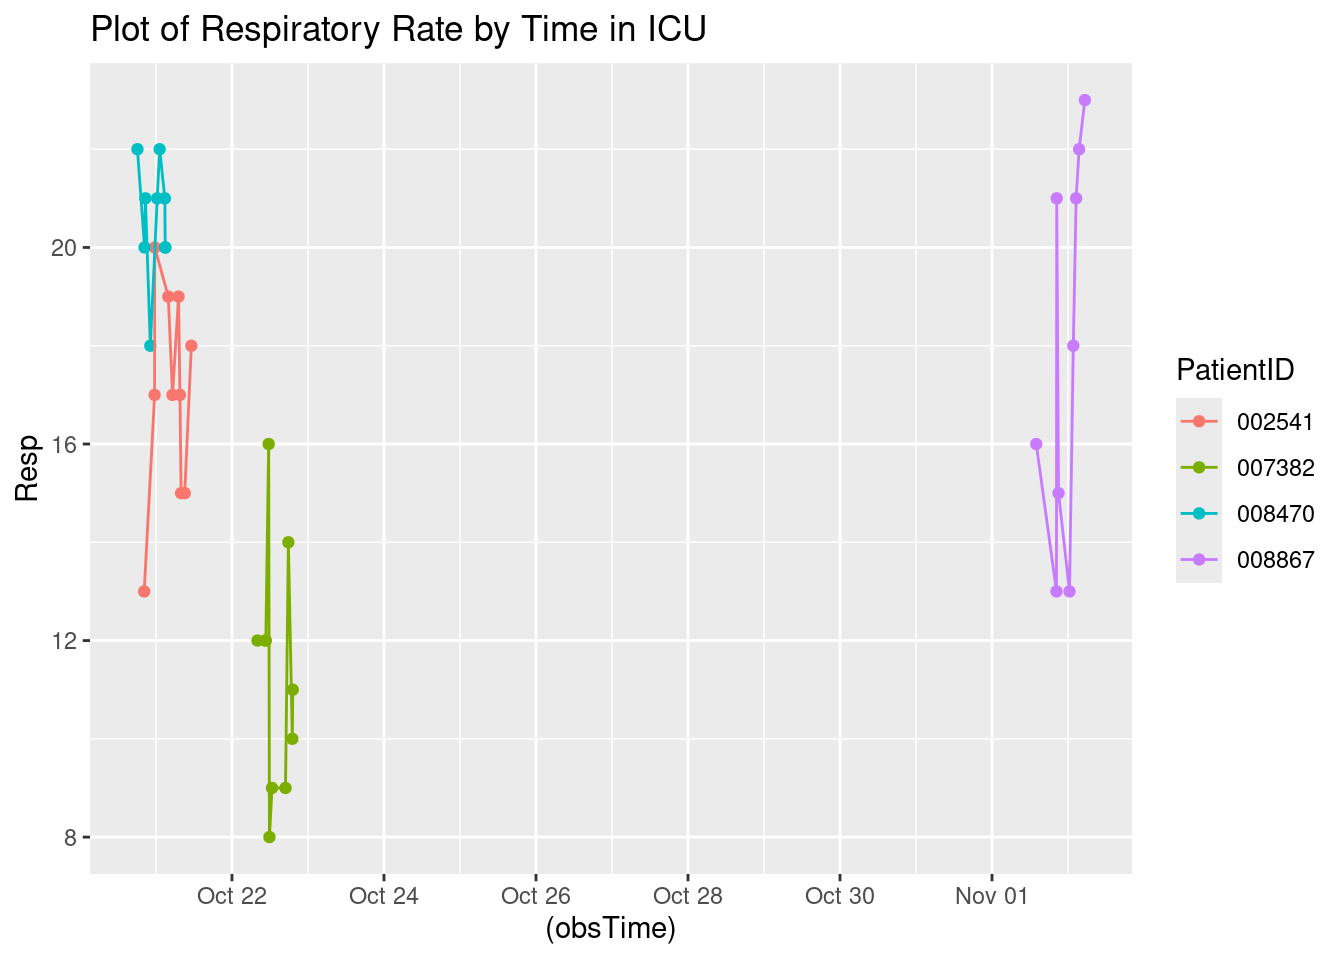 Plot of Respiratory Rate by Time in ICU
Resp
20
16
12
8
Oct 22
Oct 24
Oct 26
Oct 28
Oct 30
Nov 01
(obsTime)
PatientID
002541
007382
008470
008867